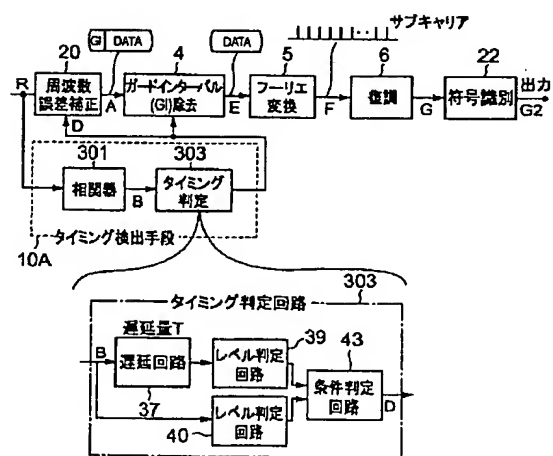 サブキャリア
GI DATA
DATA
20
4
5
6
22
R
周波数
誤差補正
A
ガードインターバル
(GI)除去
E
フーリエ
変換
F
復調
G
符号識別
出力
G2
D
301
303
相関器
B
タイミング
判定
タイミング検出手段
10A
303
タイミング判定回路
遅延量T
39
43
B
遅延回路
レベル判定
回路
条件判定
回路
D
37
レベル判定
回路
40